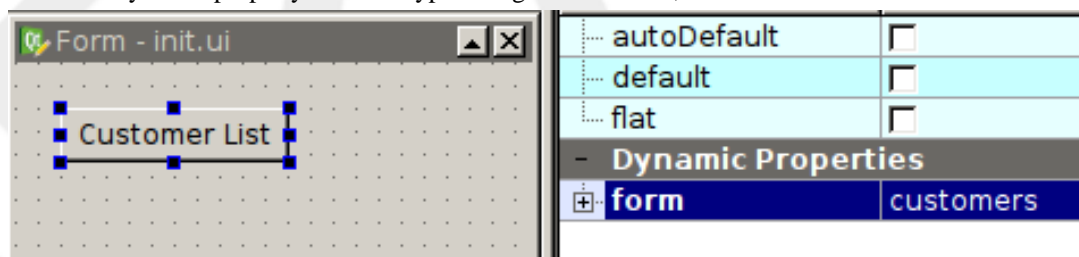 Form - init.ui
Customer List
autoDefault
default
flat
- Dynamic Properties
form customers